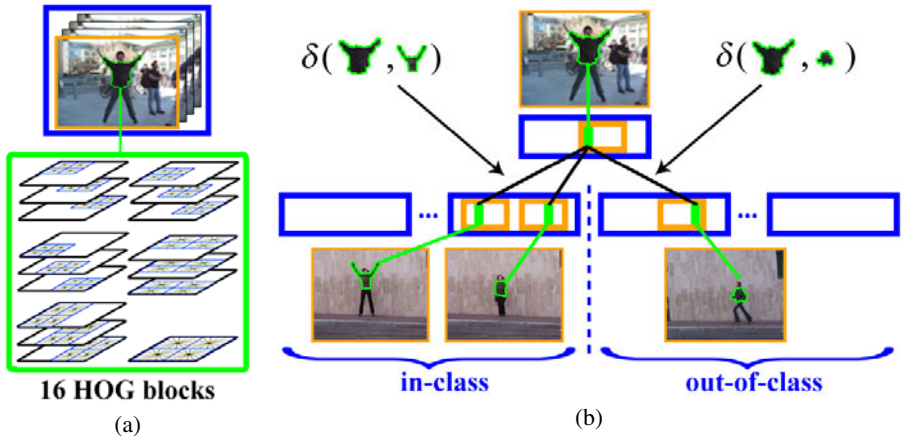 16 HOG blocks
(a)
δ( , )
δ( , )
...
...
in-class
out-of-class
(b)